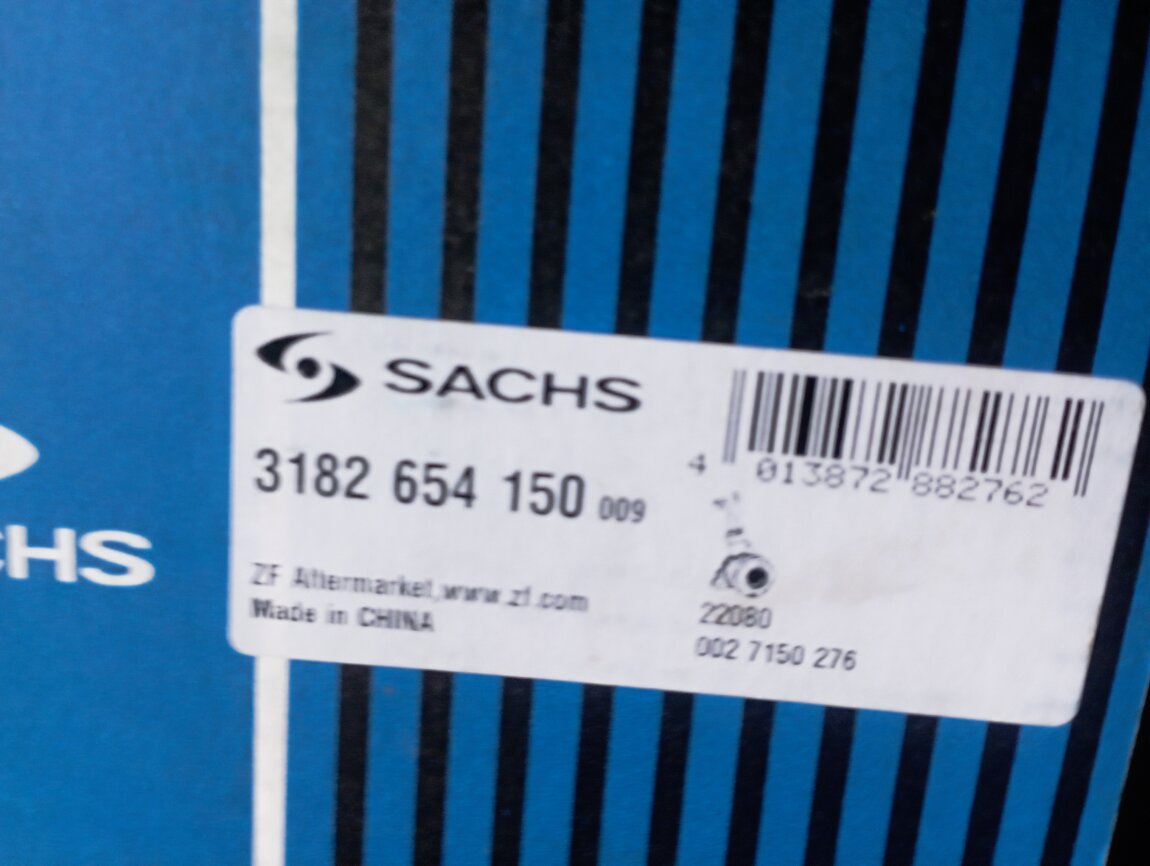 SACHS
3182 654 150 009
ZF Aftermarket, www.zf.com
Made in CHINA
4 013872 882762
22080
002 7150 276
CHS